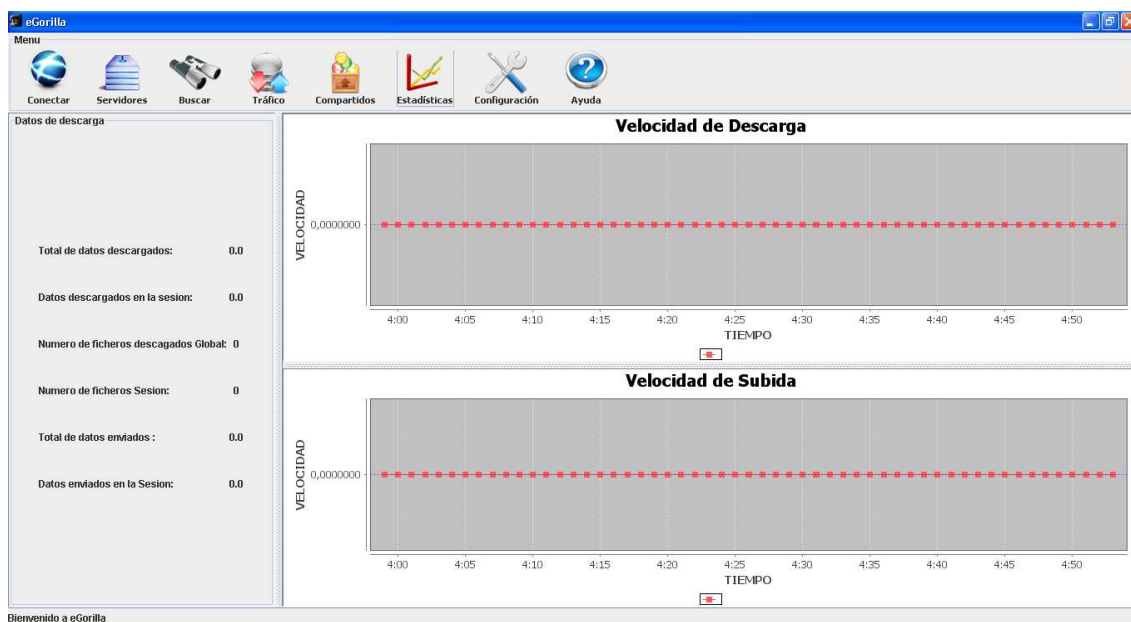 eGorilla
Menu
Conectar Servidores Buscar Tráfico Compartidos Estadísticas Configuración Ayuda
Datos de descarga
Total de datos descargados: 0.0
Datos descargados en la sesion: 0.0
Numero de ficheros descagados Global: 0
Numero de ficheros Sesion: 0
Total de datos enviados : 0.0
Datos enviados en la Sesion: 0.0
Velocidad de Descarga
VELOCIDAD
0,0000000
4:00 4:05 4:10 4:15 4:20 4:25 4:30 4:35 4:40 4:45 4:50
TIEMPO
Velocidad de Subida
VELOCIDAD
0,0000000
4:00 4:05 4:10 4:15 4:20 4:25 4:30 4:35 4:40 4:45 4:50
TIEMPO
Bienvenido a eGorilla